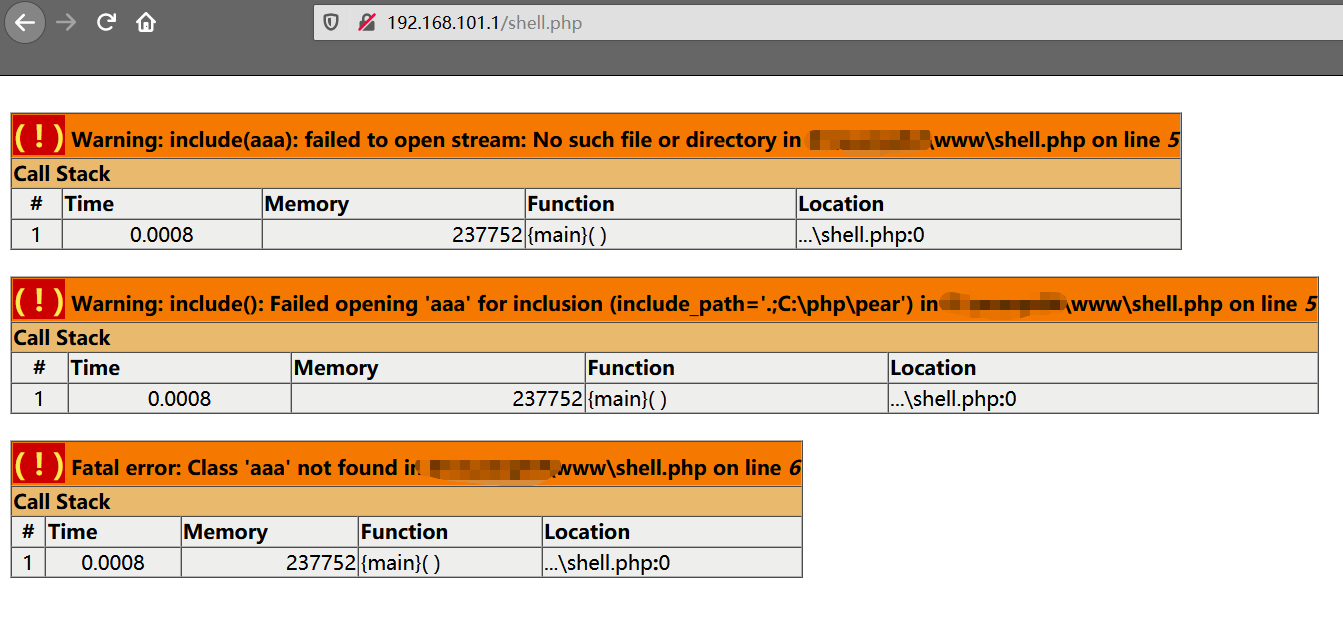 192.168.101.1/shell.php
( ! ) Warning: include(aaa): failed to open stream: No such file or directory in \www\shell.php on line 5
Call Stack
# Time Memory Function Location
1 0.0008 237752 {main}( ) ...\shell.php:0
( ! ) Warning: include(): Failed opening 'aaa' for inclusion (include_path='.;C:\php\pear') in \www\shell.php on line 5
Call Stack
# Time Memory Function Location
1 0.0008 237752 {main}( ) ...\shell.php:0
( ! ) Fatal error: Class 'aaa' not found in \www\shell.php on line 6
Call Stack
# Time Memory Function Location
1 0.0008 237752 {main}( ) ...\shell.php:0